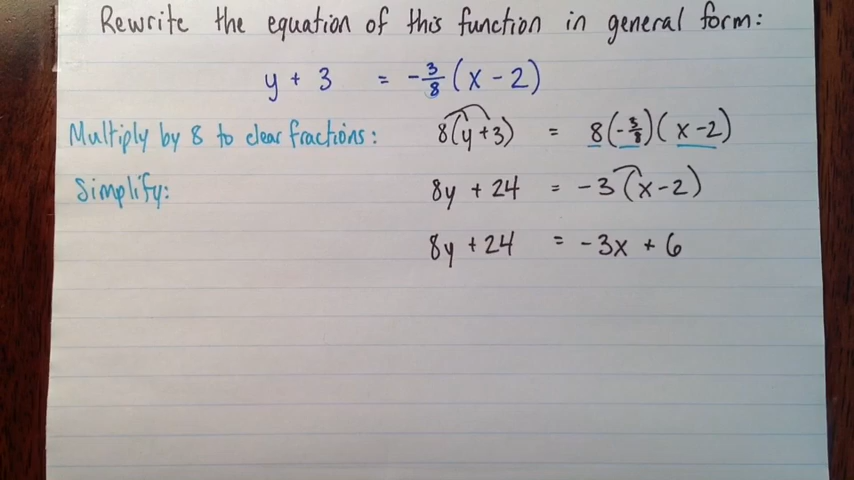 Rewrite the equation of this function in general form:
y + 3 = -3/8 (x - 2)
Multiply by 8 to clear fractions: 8(y+3) = 8(-3/8)(x-2)
Simplify: 8y + 24 = -3(x-2)
8y + 24 = -3x + 6